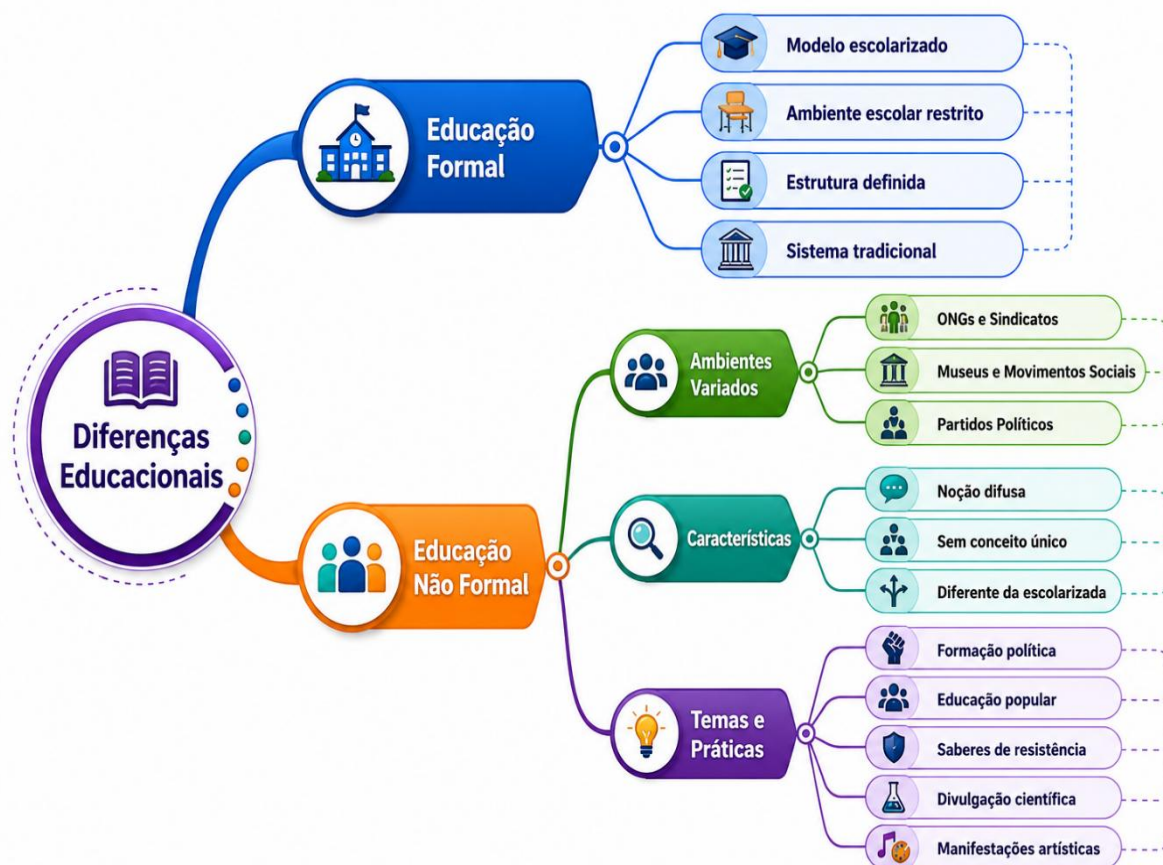 Diferenças
Educacionais
Educação
Formal
Modelo escolarizado
Ambiente escolar restrito
Estrutura definida
Sistema tradicional
Educação
Não Formal
Ambientes
Variados
ONGs e Sindicatos
Museus e Movimentos Sociais
Partidos Políticos
Características
Noção difusa
Sem conceito único
Diferente da escolarizada
Temas e
Práticas
Formação política
Educação popular
Saberes de resistência
Divulgação científica
Manifestações artísticas